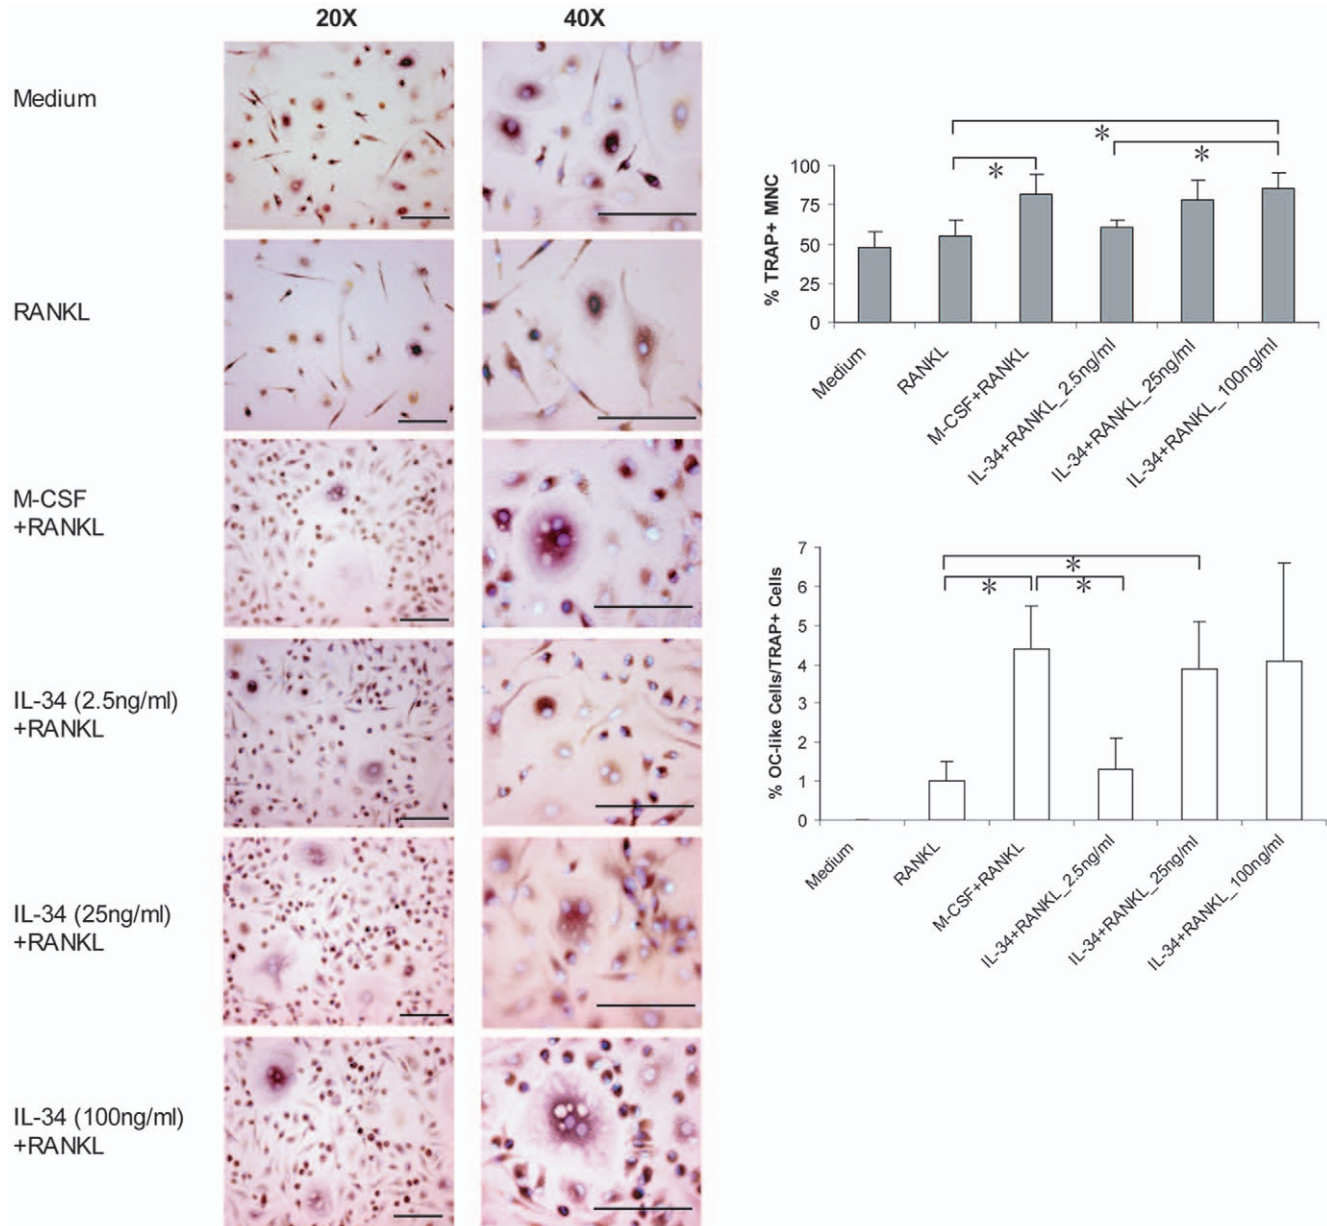 20X
40X
Medium
RANKL
M-CSF
+RANKL
IL-34 (2.5ng/ml)
+RANKL
IL-34 (25ng/ml)
+RANKL
IL-34 (100ng/ml)
+RANKL
% TRAP+ MNC
100
75
50
25
0
*
*
*
Medium
RANKL
M-CSF+RANKL
IL-34+RANKL_2.5ng/ml
IL-34+RANKL_25ng/ml
IL-34+RANKL_100ng/ml
% OC-like Cells/TRAP+ Cells
7
6
5
4
3
2
1
0
*
*
*
Medium
RANKL
M-CSF+RANKL
IL-34+RANKL_2.5ng/ml
IL-34+RANKL_25ng/ml
IL-34+RANKL_100ng/ml